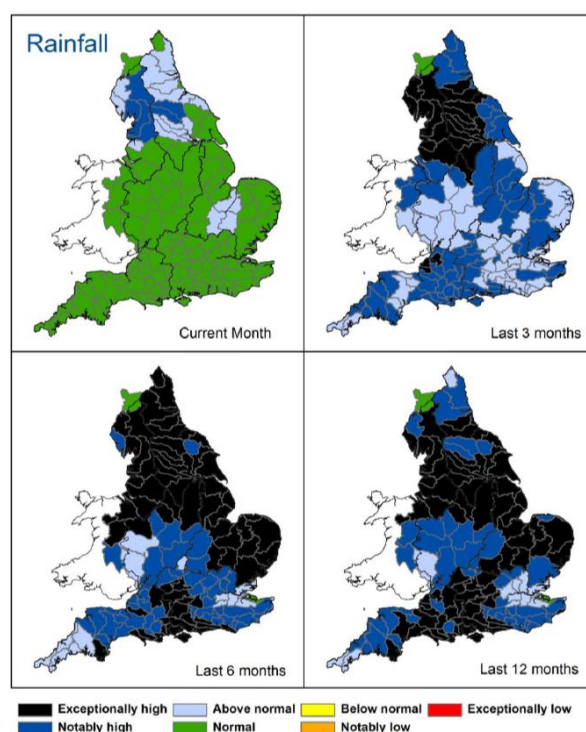 Rainfall
Current Month
Last 3 months
Last 6 months
Last 12 months
Exceptionally high
Above normal
Below normal
Exceptionally low
Notably high
Normal
Notably low